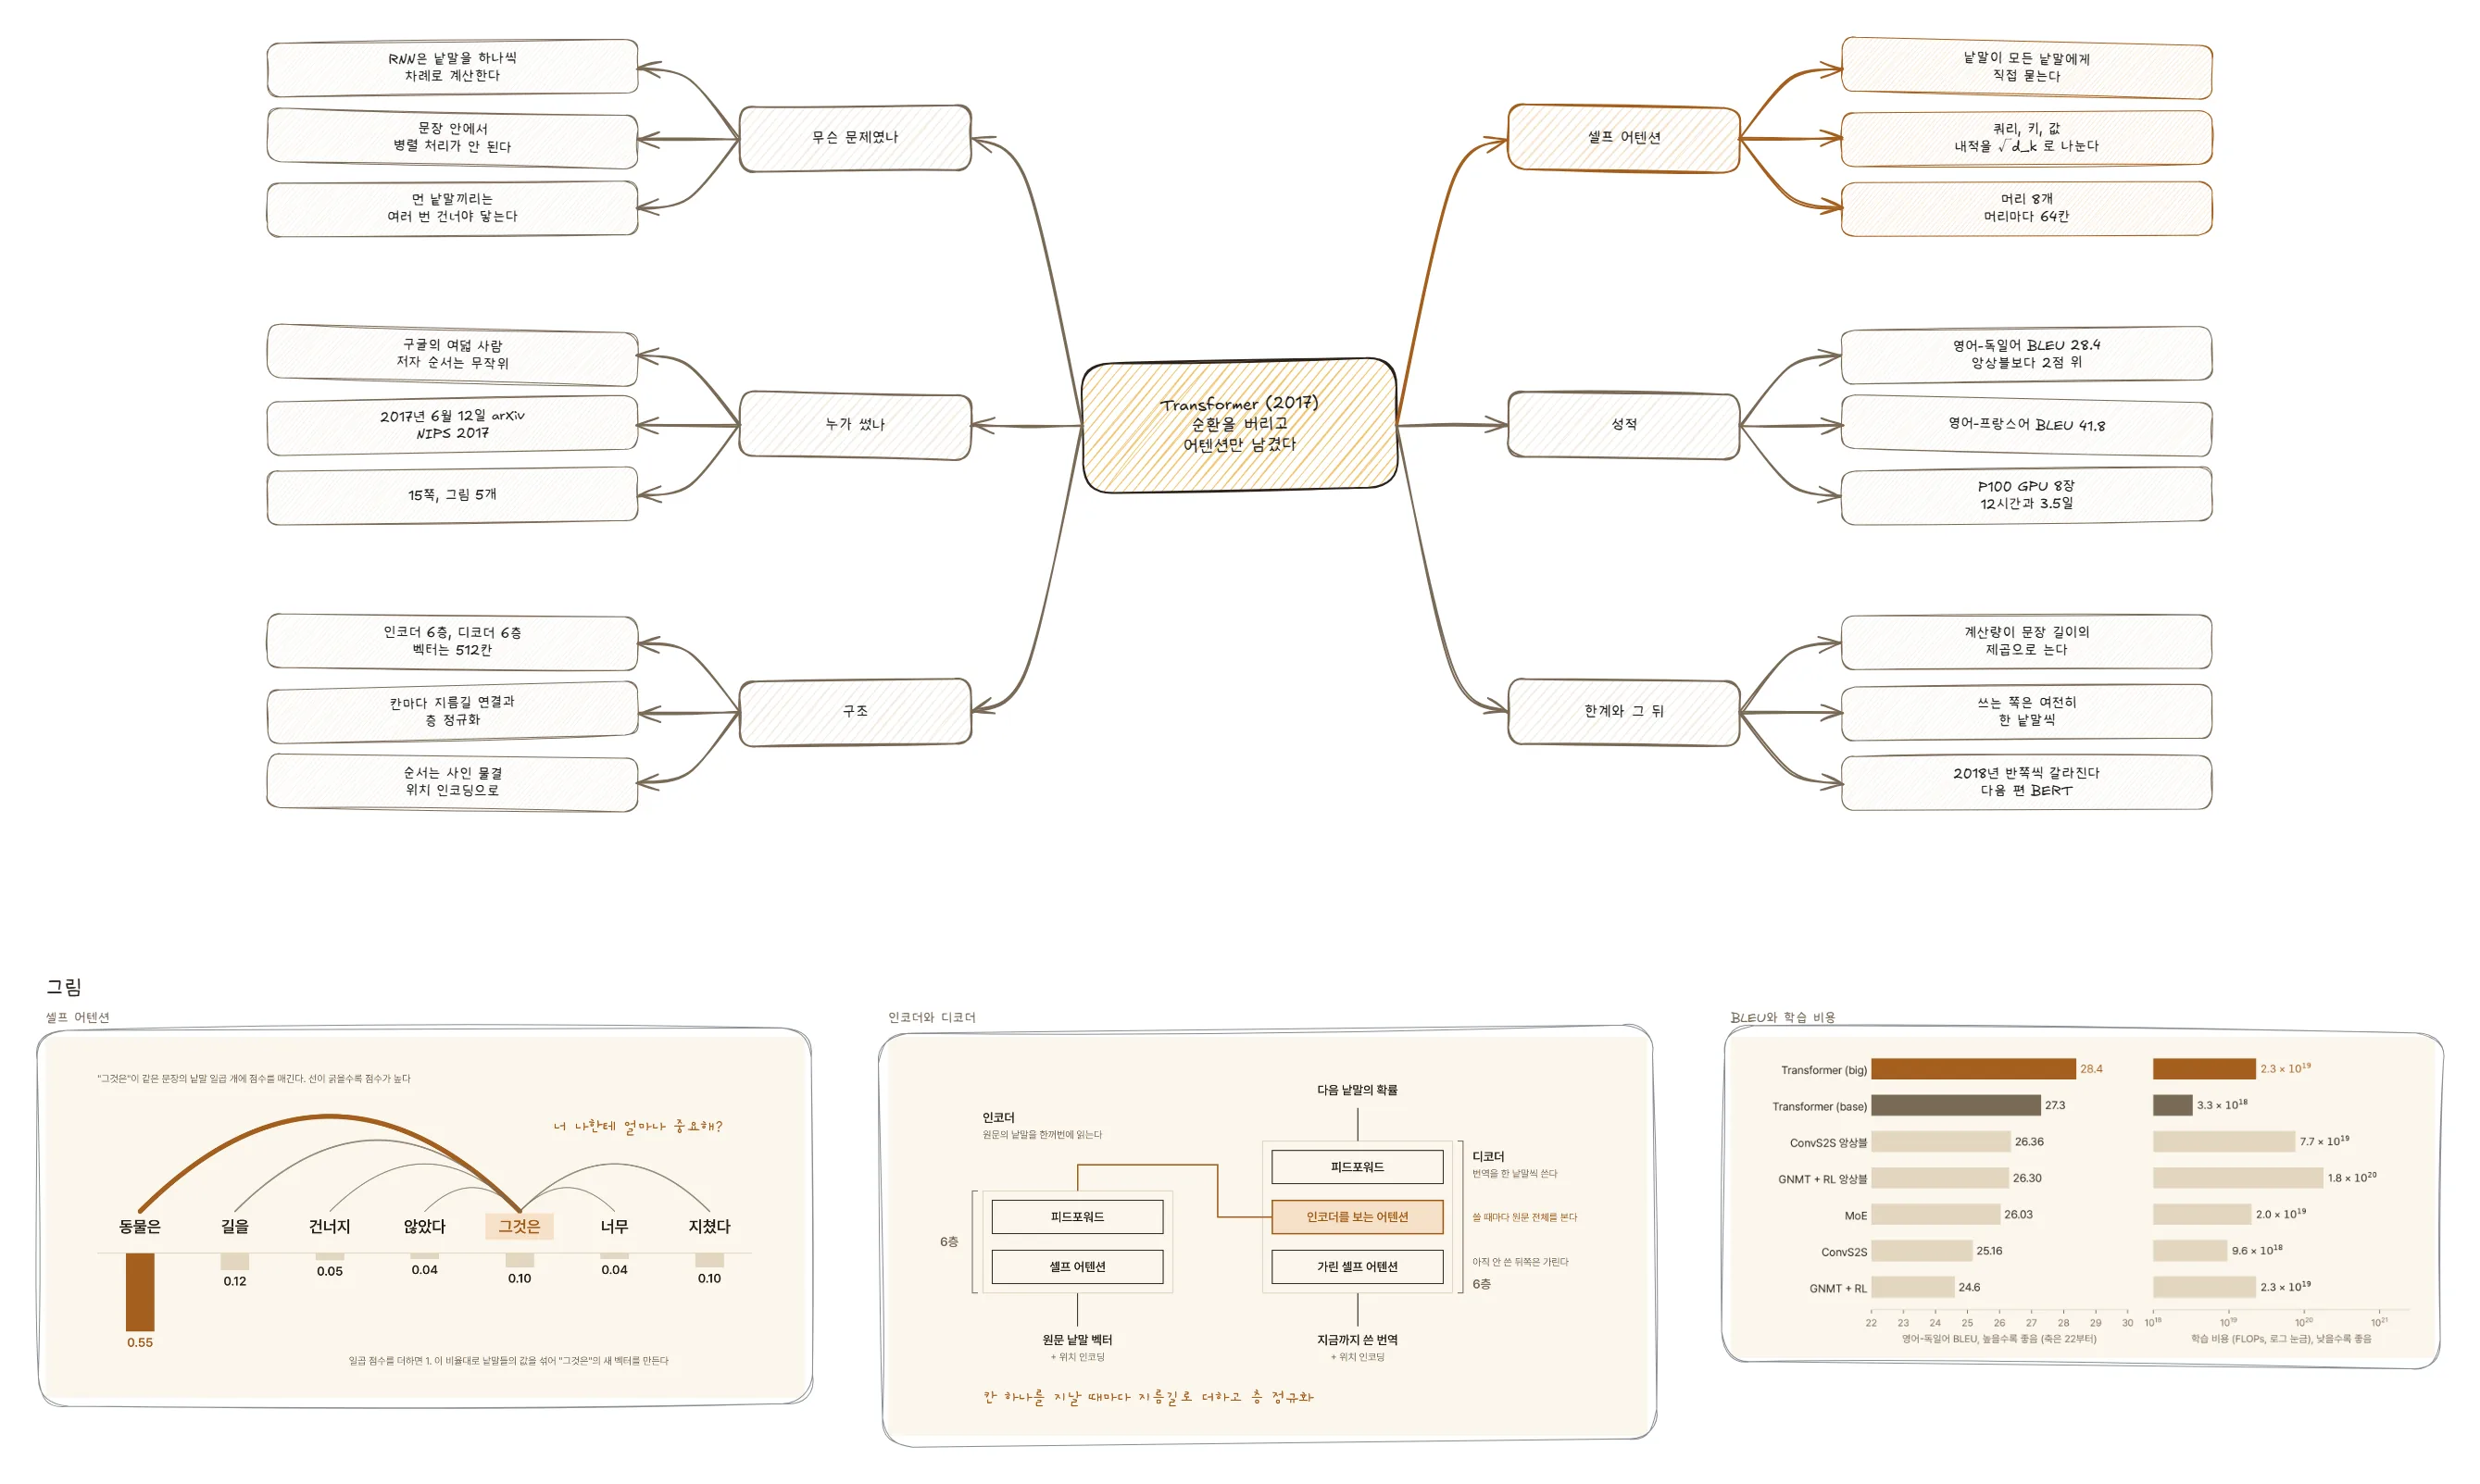 RNN은 낱말을 하나씩
차례로 계산한다
문장 안에서
병렬 처리가 안 된다
먼 낱말끼리는
여러 번 건너야 닿는다
무슨 문제였나
구글의 여덟 사람
저자 순서는 무작위
2017년 6월 12일 arXiv
NIPS 2017
15쪽, 그림 5개
누가 썼나
인코더 6층, 디코더 6층
벡터는 512칸
칸마다 지름길 연결과
층 정규화
순서는 사인 물결
위치 인코딩으로
구조
Transformer (2017)
순환을 버리고
어텐션만 남겼다
셀프 어텐션
낱말이 모든 낱말에게
직접 묻는다
쿼리, 키, 값
내적을 √d_k 로 나눈다
머리 8개
머리마다 64칸
성적
영어-독일어 BLEU 28.4
앙상블보다 2점 위
영어-프랑스어 BLEU 41.8
P100 GPU 8장
12시간과 3.5일
한계와 그 뒤
계산량이 문장 길이의
제곱으로 는다
쓰는 쪽은 여전히
한 낱말씩
2018년 반쪽씩 갈라진다
다음 편 BERT
그림
셀프 어텐션
"그것은"이 같은 문장의 낱말 일곱 개에 점수를 매긴다. 선이 굵을수록 점수가 높다
너 나한테 얼마나 중요해?
동물은 길을 건너지 않았다 그것은 너무 지쳤다
0.55 0.12 0.05 0.04 0.10 0.04 0.10
일곱 점수를 더하면 1. 이 비율대로 낱말들의 값을 섞어 "그것은"의 새 벡터를 만든다
인코더와 디코더
다음 낱말의 확률
인코더
원문의 낱말을 한꺼번에 읽는다
피드포워드
셀프 어텐션
6층
원문 낱말 벡터
+ 위치 인코딩
피드포워드
인코더를 보는 어텐션
가린 셀프 어텐션
디코더
번역을 한 낱말씩 쓴다
쓸 때마다 원문 전체를 본다
아직 안 쓴 뒤쪽은 가린다
6층
지금까지 쓴 번역
+ 위치 인코딩
칸 하나를 지날 때마다 지름길로 더하고 층 정규화
BLEU와 학습 비용
Transformer (big) 28.4 2.3 × 10¹⁹
Transformer (base) 27.3 3.3 × 10¹⁸
ConvS2S 앙상블 26.36 7.7 × 10¹⁹
GNMT + RL 앙상블 26.30 1.8 × 10²⁰
MoE 26.03 2.0 × 10¹⁹
ConvS2S 25.16 9.6 × 10¹⁸
GNMT + RL 24.6 2.3 × 10¹⁹
22 23 24 25 26 27 28 29 30 10¹⁸ 10¹⁹ 10²⁰ 10²¹
영어-독일어 BLEU, 높을수록 좋음 (축은 22부터)
학습 비용 (FLOPs, 로그 눈금), 낮을수록 좋음